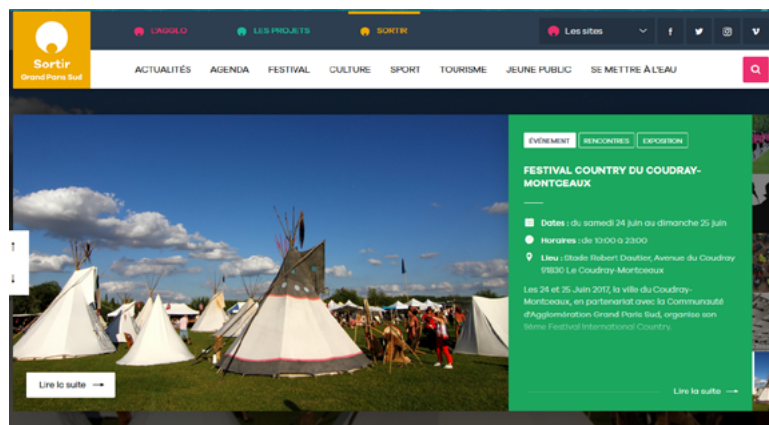 L'AGGLO
LES PROJETS
SORTIR
Les sites
Sortir
Grand Paris Sud
ACTUALITÉS AGENDA FESTIVAL CULTURE SPORT TOURISME JEUNE PUBLIC SE METTRE À L'EAU
ÉVÉNEMENT RENCONTRES EXPOSITION
FESTIVAL COUNTRY DU COUDRAY-
MONTCEAUX
Dates : du samedi 24 juin au dimanche 25 juin
Horaires : de 10:00 à 23:00
Lieu : Stade Robert Dautier, Avenue du Coudray
91830 Le Coudray-Montceaux
Les 24 et 25 Juin 2017, la ville du Coudray-
Montceaux, en partenariat avec la Communauté
d'Agglomération Grand Paris Sud, organise son
9ème Festival International Country.
Lire la suite →
Lire la suite →